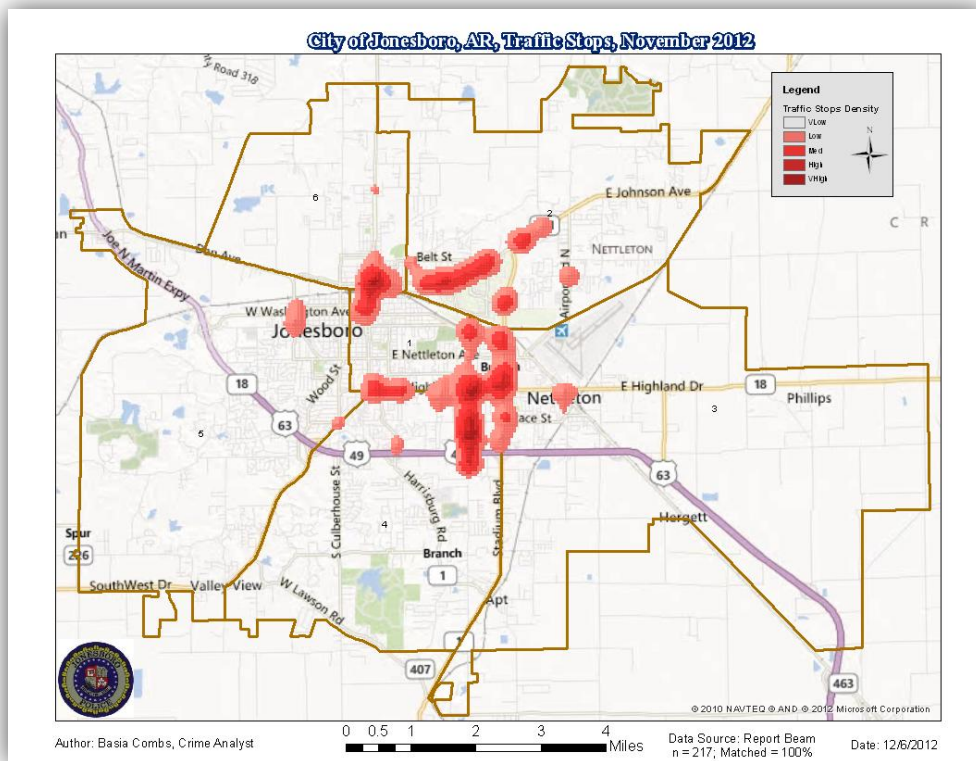 City of Jonesboro, AR, Traffic Stops, November 2012
Road 318
Legend
Traffic Stops Density
VLow
Low
Med
High
VHigh
N
6
2
E Johnson Ave
C R
NETTLETON
Dan Ave
Belt St
Joe N Martin Expy
Airport N
W Washington Ave
Jonesboro
1
E Nettleton Ave
Wood St
18
E Highland Dr
18
Phillips
Nettleton
3
63
5
49
63
S Culberhouse St
Harrisburg Rd
Stadium Blvd
Hergett
4
Spur
226
Branch
1
SouthWest Dr
Valley View
W Lawson Rd
Apt
1
407
463
© 2010 NAVTEQ © AND © 2012 Microsoft Corporation
Author: Basia Combs, Crime Analyst
0 0.5 1 2 3 4
Miles
Data Source: Report Beam
n = 217; Matched = 100%
Date: 12/6/2012